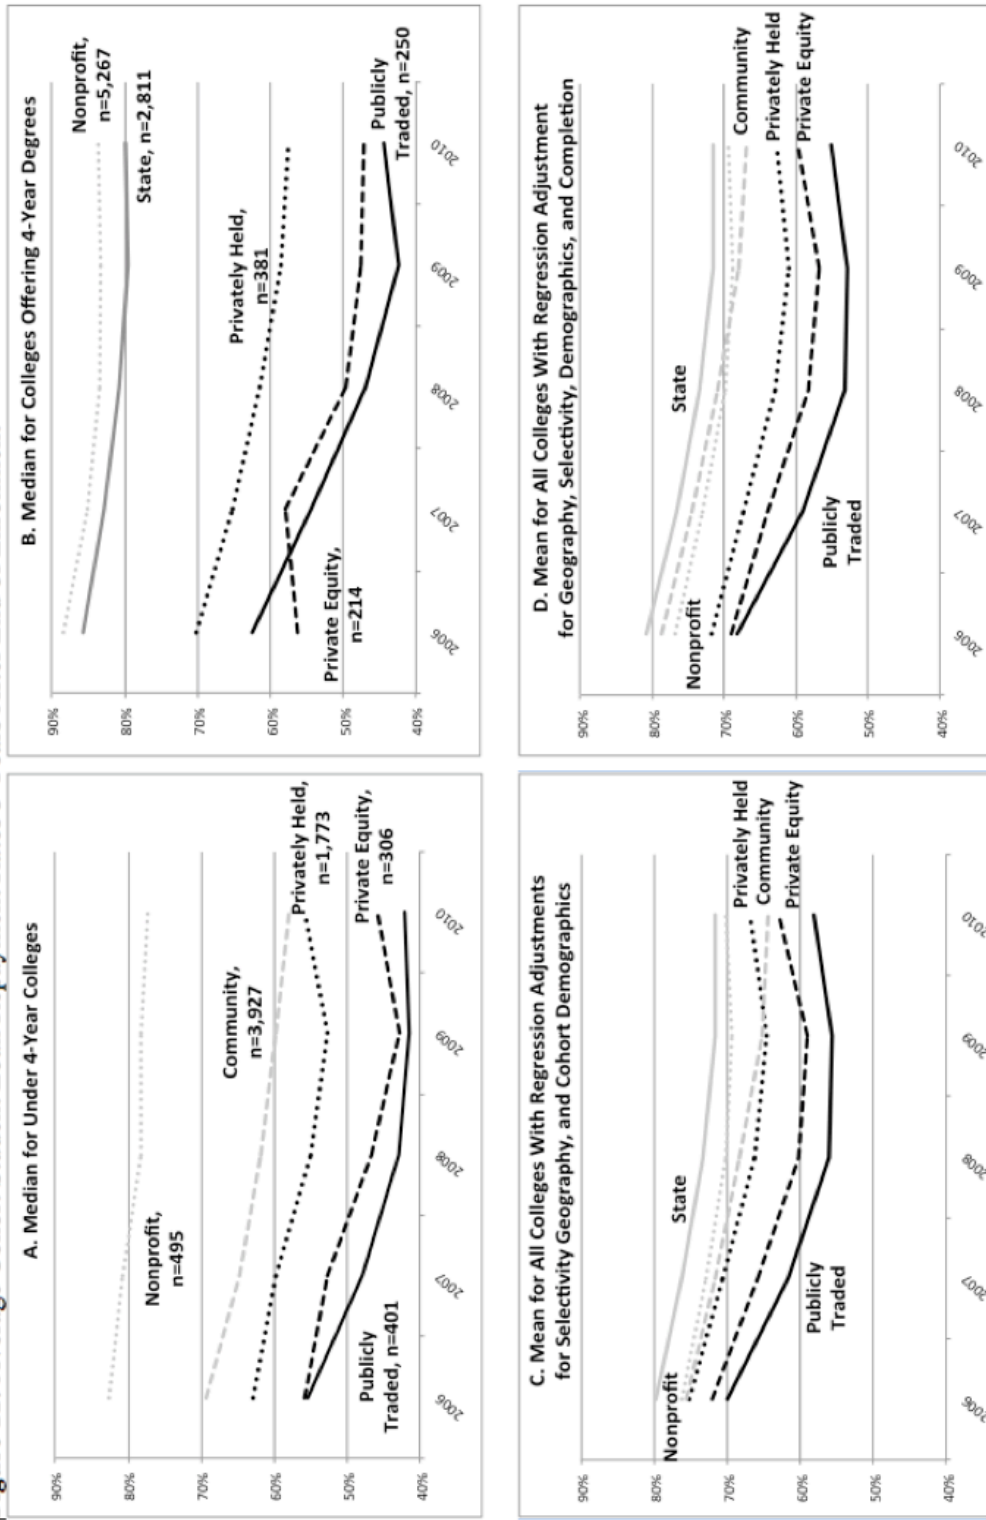 A. Median for Under 4-Year Colleges
90%
80%
70%
60%
50%
40%
Nonprofit,
n=495
Community,
n=3,927
Privately Held,
n=1,773
Private Equity,
n=306
Publicly
Traded, n=401
2006
2007
2008
2009
2010
B. Median for Colleges Offering 4-Year Degrees
90%
80%
70%
60%
50%
40%
Nonprofit,
n=5,267
State, n=2,811
Privately Held,
n=381
Private Equity,
n=214
Publicly
Traded, n=250
2006
2007
2008
2009
2010
C. Mean for All Colleges With Regression Adjustments
for Selectivity Geography, and Cohort Demographics
90%
80%
70%
60%
50%
40%
Nonprofit
State
Privately Held
Community
Private Equity
Publicly
Traded
2006
2007
2008
2009
2010
D. Mean for All Colleges With Regression Adjustment
for Geography, Selectivity, Demographics, and Completion
90%
80%
70%
60%
50%
40%
Nonprofit
State
Community
Privately Held
Private Equity
Publicly
Traded
2006
2007
2008
2009
2010